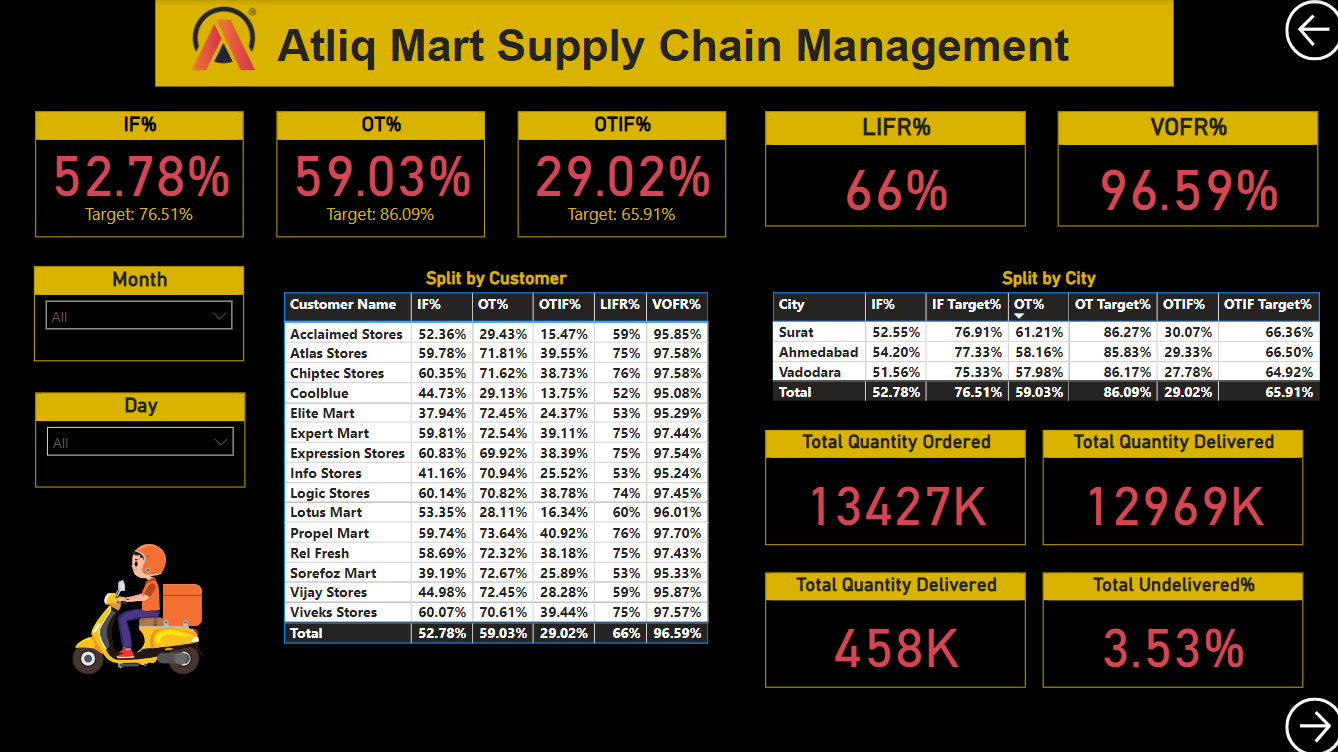 Atliq Mart Supply Chain Management
®
IF%
52.78%
Target: 76.51%
OT%
59.03%
Target: 86.09%
OTIF%
29.02%
Target: 65.91%
LIFR%
66%
VOFR%
96.59%
Month
All
Day
All
Split by Customer
Customer Name IF% OT% OTIF% LIFR% VOFR%
Acclaimed Stores 52.36% 29.43% 15.47% 59% 95.85%
Atlas Stores 59.78% 71.81% 39.55% 75% 97.58%
Chiptec Stores 60.35% 71.62% 38.73% 76% 97.58%
Coolblue 44.73% 29.13% 13.75% 52% 95.08%
Elite Mart 37.94% 72.45% 24.37% 53% 95.29%
Expert Mart 59.81% 72.54% 39.11% 75% 97.44%
Expression Stores 60.83% 69.92% 38.39% 75% 97.54%
Info Stores 41.16% 70.94% 25.52% 53% 95.24%
Logic Stores 60.14% 70.82% 38.78% 74% 97.45%
Lotus Mart 53.35% 28.11% 16.34% 60% 96.01%
Propel Mart 59.74% 73.64% 40.92% 76% 97.70%
Rel Fresh 58.69% 72.32% 38.18% 75% 97.43%
Sorefoz Mart 39.19% 72.67% 25.89% 53% 95.33%
Vijay Stores 44.98% 72.45% 28.28% 59% 95.87%
Viveks Stores 60.07% 70.61% 39.44% 75% 97.57%
Total 52.78% 59.03% 29.02% 66% 96.59%
Split by City
City IF% IF Target% OT% OT Target% OTIF% OTIF Target%
Surat 52.55% 76.91% 61.21% 86.27% 30.07% 66.36%
Ahmedabad 54.20% 77.33% 58.16% 85.83% 29.33% 66.50%
Vadodara 51.56% 75.33% 57.98% 86.17% 27.78% 64.92%
Total 52.78% 76.51% 59.03% 86.09% 29.02% 65.91%
Total Quantity Ordered
13427K
Total Quantity Delivered
12969K
Total Quantity Delivered
458K
Total Undelivered%
3.53%